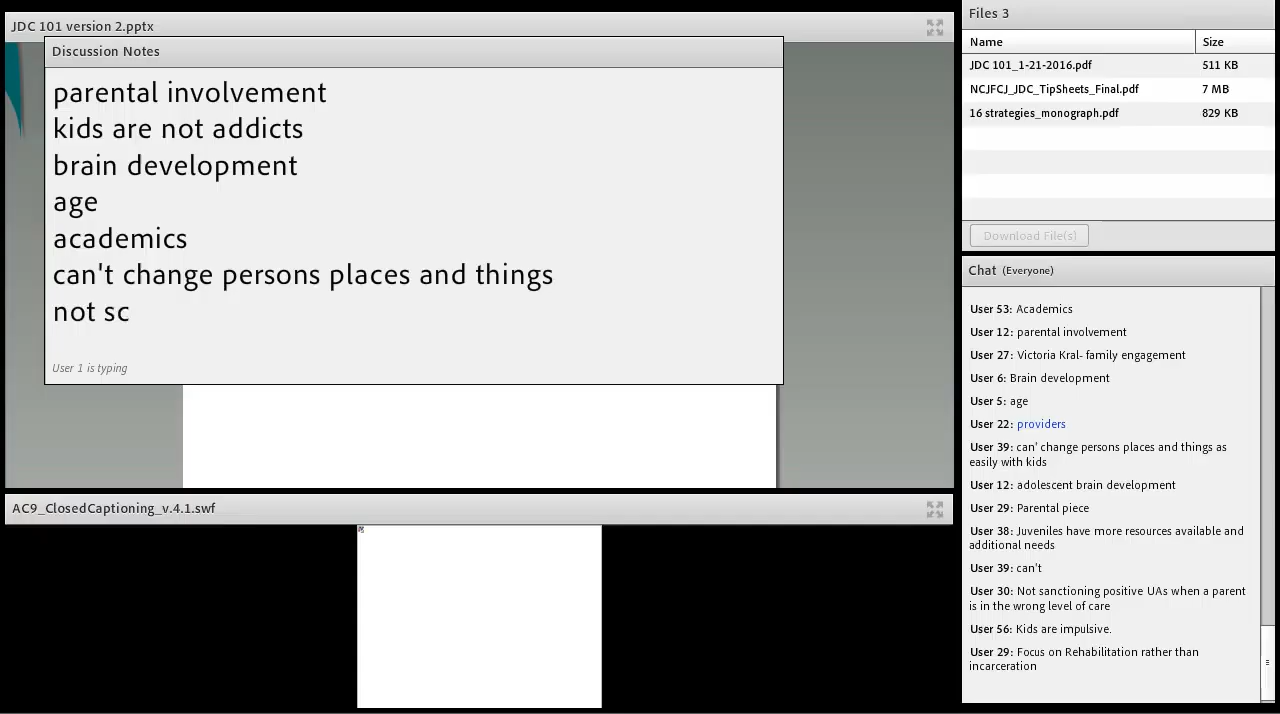 JDC 101 version 2.pptx
Discussion Notes
parental involvement
kids are not addicts
brain development
age
academics
can't change persons places and things
not sc
User 1 is typing
AC9_ClosedCaptioning_v.4.1.swf
Files 3
Name Size
JDC 101_1-21-2016.pdf 511 KB
NCJFCJ_JDC_TipSheets_Final.pdf 7 MB
16 strategies_monograph.pdf 829 KB
Download File(s)
Chat (Everyone)
User 53: Academics
User 12: parental involvement
User 27: Victoria Kral- family engagement
User 6: Brain development
User 5: age
User 22: providers
User 39: can' change persons places and things as
easily with kids
User 12: adolescent brain development
User 29: Parental piece
User 38: Juveniles have more resources available and
additional needs
User 39: can't
User 30: Not sanctioning positive UAs when a parent
is in the wrong level of care
User 56: Kids are impulsive.
User 29: Focus on Rehabilitation rather than
incarceration